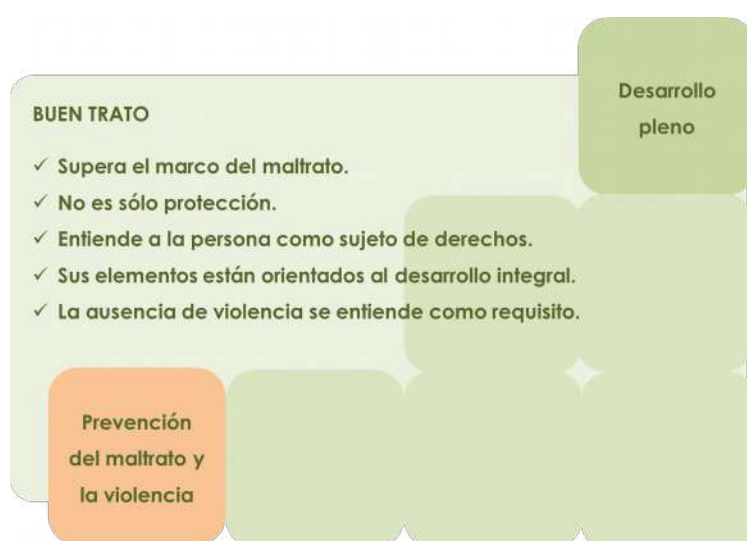 Desarrollo
pleno
BUEN TRATO
✓ Supera el marco del maltrato.
✓ No es sólo protección.
✓ Entiende a la persona como sujeto de derechos.
✓ Sus elementos están orientados al desarrollo integral.
✓ La ausencia de violencia se entiende como requisito.
Prevención
del maltrato y
la violencia